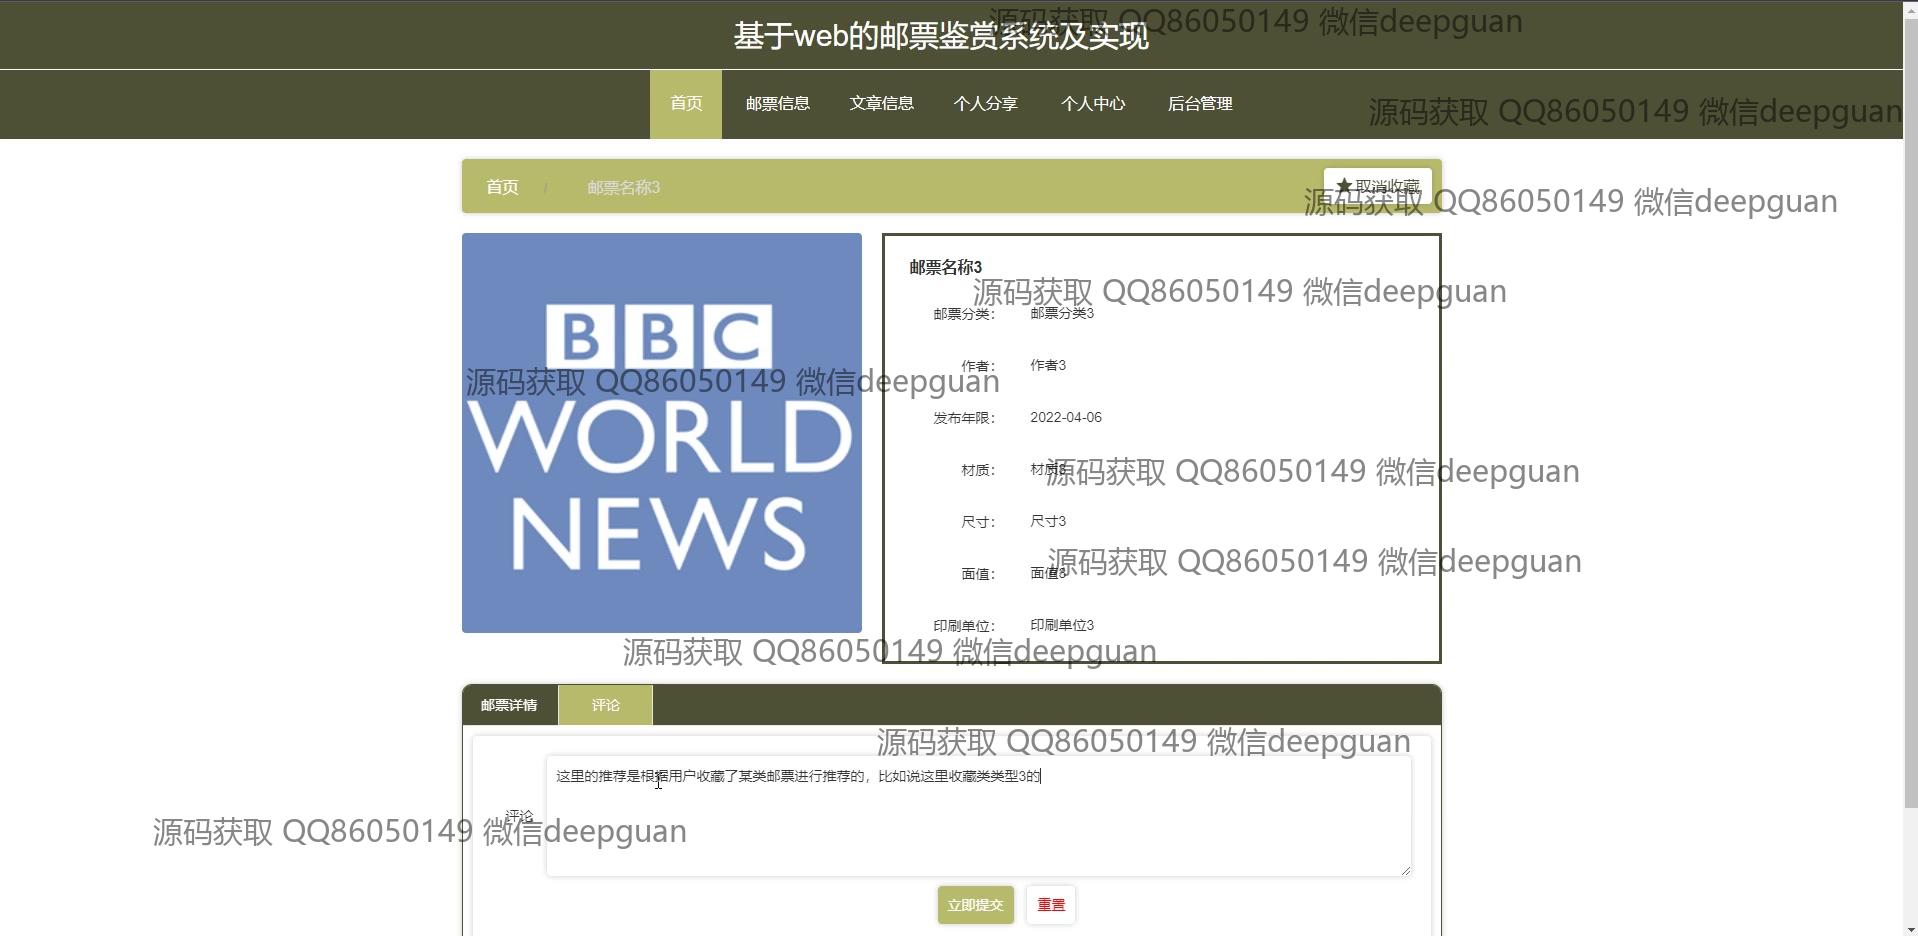 基于web的邮票鉴赏系统及实现
源码获取 QQ86050149 微信deepguan
首页 邮票信息 文章信息 个人分享 个人中心 后台管理
源码获取 QQ86050149 微信deepguan
首页 / 邮票名称3
★取消收藏
源码获取 QQ86050149 微信deepguan
BBC
WORLD
NEWS
邮票名称3
源码获取 QQ86050149 微信deepguan
邮票分类： 邮票分类3
作者： 作者3
源码获取 QQ86050149 微信deepguan
发布年限： 2022-04-06
材质： 材质3
源码获取 QQ86050149 微信deepguan
尺寸： 尺寸3
源码获取 QQ86050149 微信deepguan
面值： 面值3
印刷单位： 印刷单位3
源码获取 QQ86050149 微信deepguan
邮票详情 评论
源码获取 QQ86050149 微信deepguan
这里的推荐是根据用户收藏了某类邮票进行推荐的，比如说这里收藏类类型3的
评论
源码获取 QQ86050149 微信deepguan
立即提交 重置